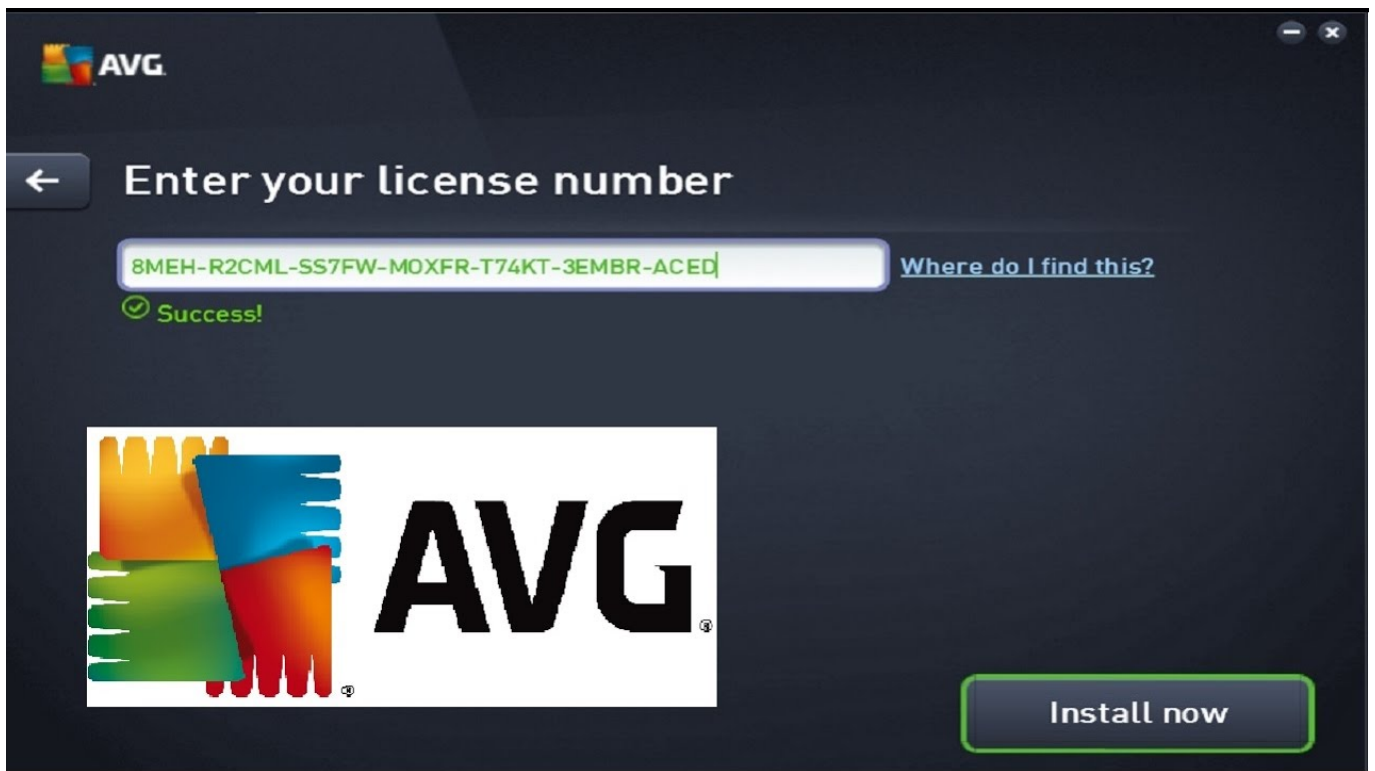 AVG.
Enter your license number
8MEH-R2CML-SS7FW-M0XFR-T74KT-3EMBR-ACED
Where do I find this?
Success!
AVG®
Install now